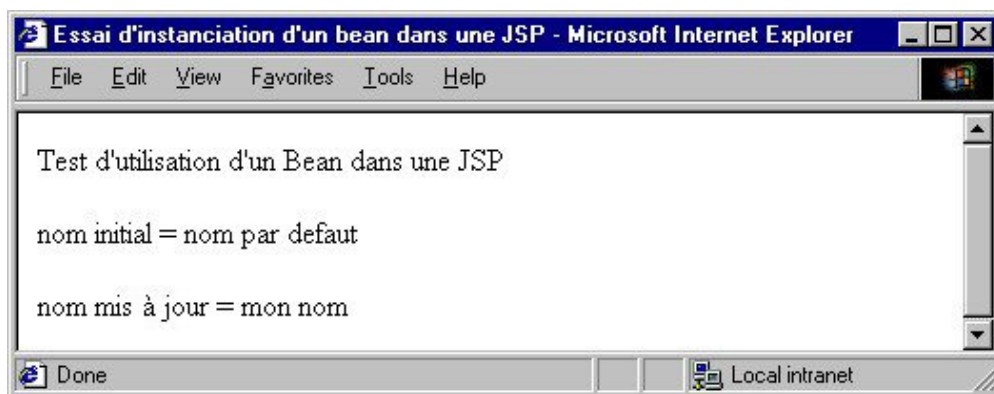 Essai d'instanciation d'un bean dans une JSP - Microsoft Internet Explorer
File Edit View Favorites Tools Help
Test d'utilisation d'un Bean dans une JSP
nom initial = nom par defaut
nom mis à jour = mon nom
Done Local intranet